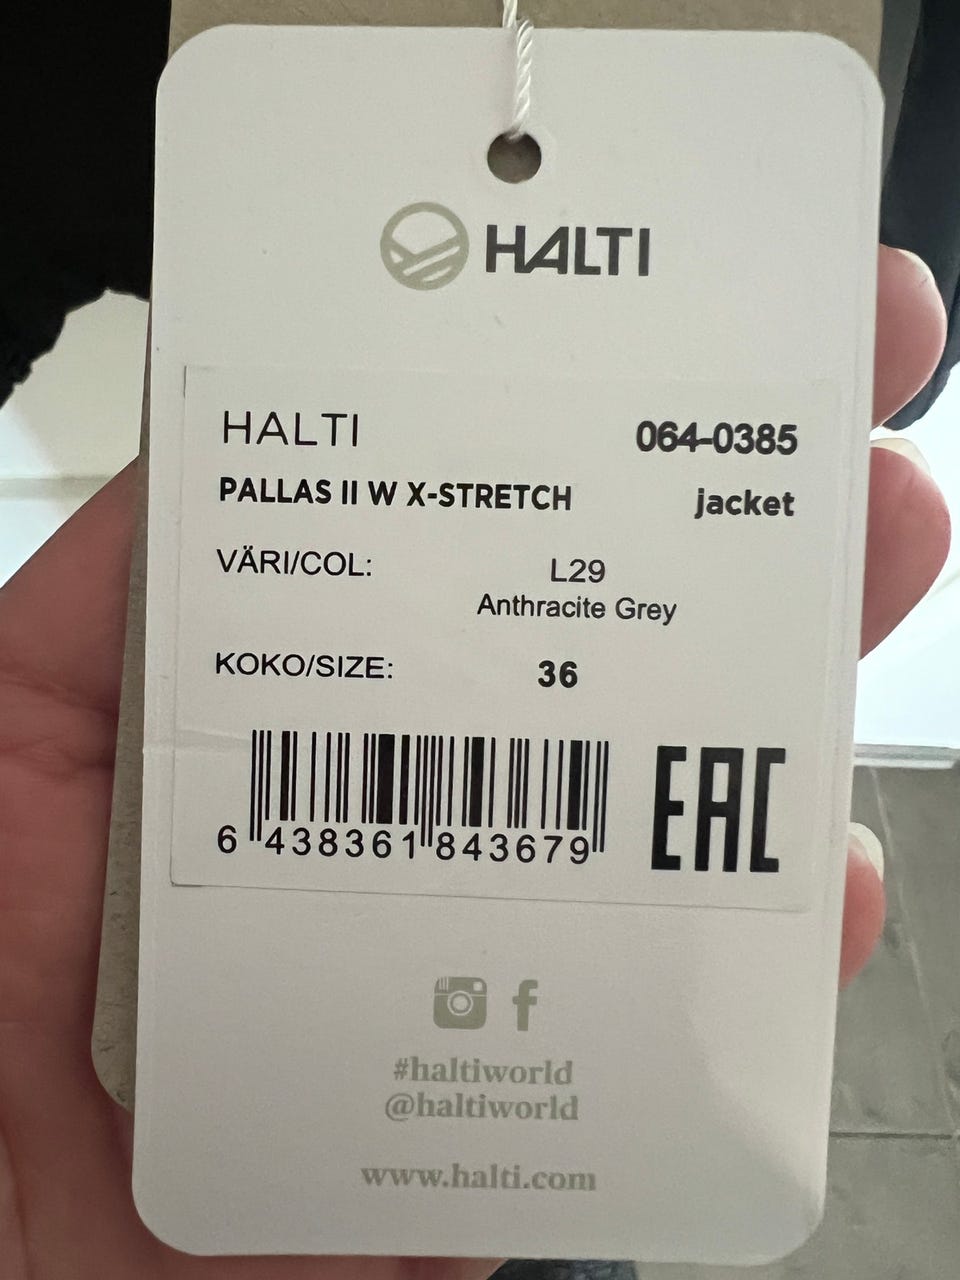 HALTI
HALTI 064-0385
PALLAS II W X-STRETCH jacket
VÄRI/COL: L29
Anthracite Grey
KOKO/SIZE: 36
6 438361 843679
EAC
#haltiworld
@haltiworld
www.halti.com